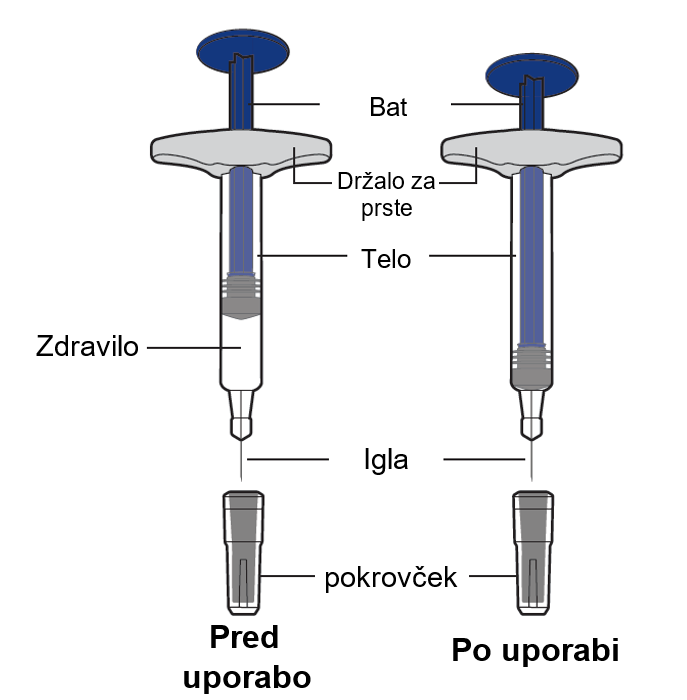 Bat
Držalo za
prste
Telo
Zdravilo
Igla
pokrovček
Pred
uporabo
Po uporabi